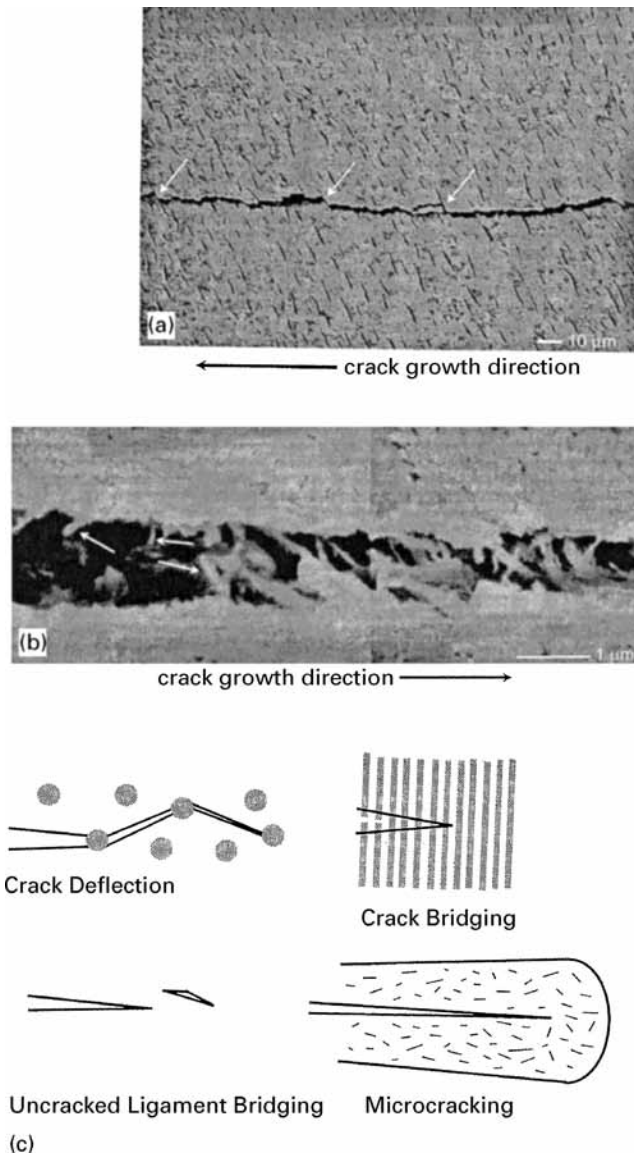 (a)
10 µm
crack growth direction
(b)
1 µm
crack growth direction
Crack Deflection
Crack Bridging
Uncracked Ligament Bridging
Microcracking
(c)